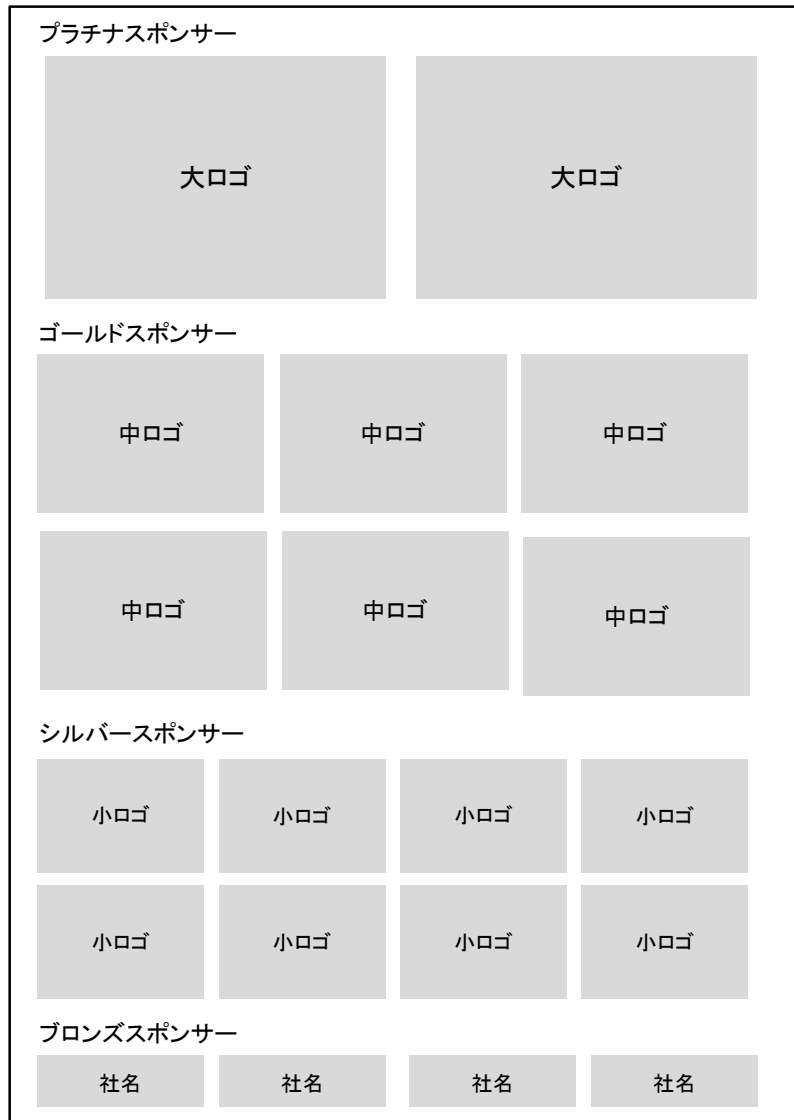 プラチナスポンサー
大ロゴ 大ロゴ
ゴールドスポンサー
中ロゴ 中ロゴ 中ロゴ
中ロゴ 中ロゴ 中ロゴ
シルバースポンサー
小ロゴ 小ロゴ 小ロゴ 小ロゴ
小ロゴ 小ロゴ 小ロゴ 小ロゴ
ブロンズスポンサー
社名 社名 社名 社名